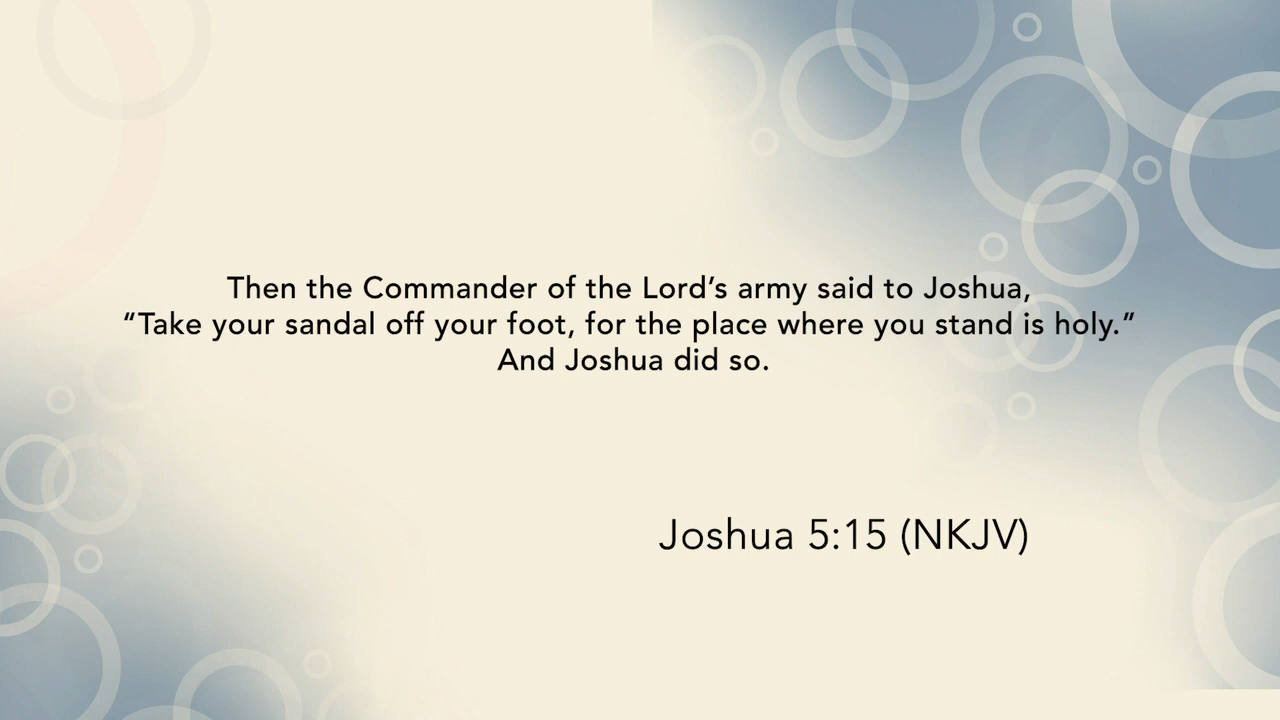 Then the Commander of the Lord’s army said to Joshua,
“Take your sandal off your foot, for the place where you stand is holy.”
And Joshua did so.
Joshua 5:15 (NKJV)